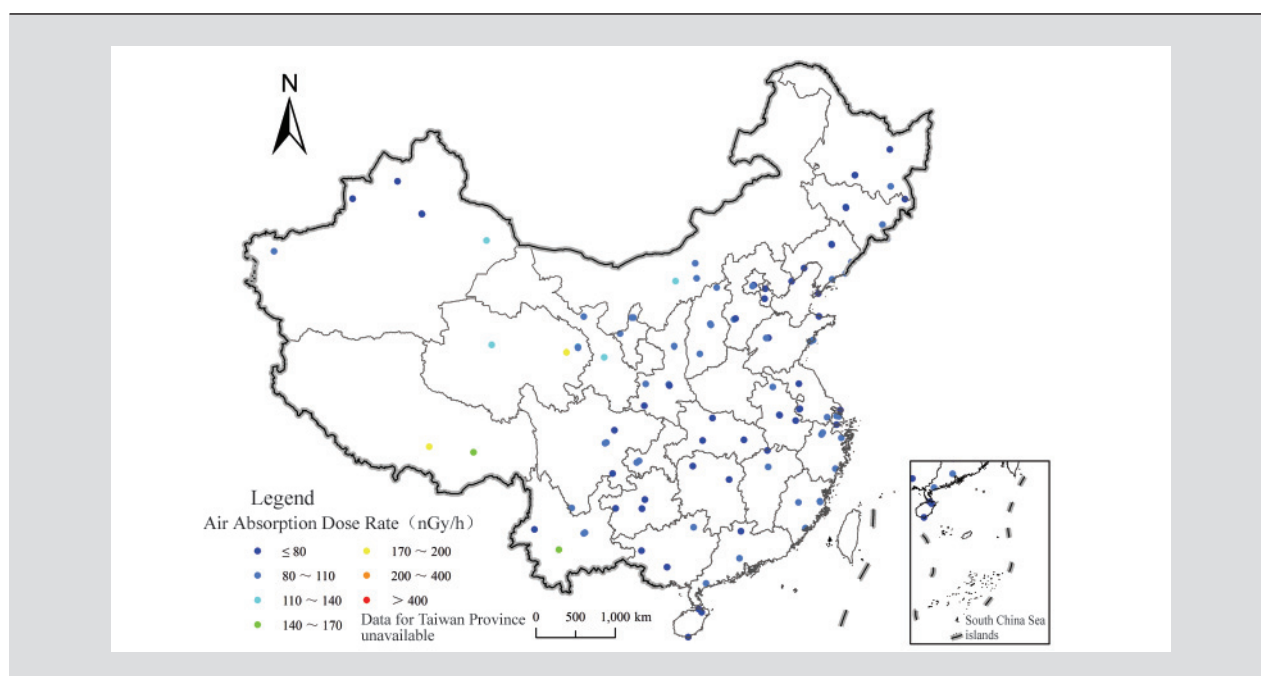 N
Legend
Air Absorption Dose Rate（nGy/h）
≤ 80
170 ～ 200
80 ～ 110
200 ～ 400
110 ～ 140
＞ 400
140 ～ 170
Data for Taiwan Province
unavailable
0 500 1,000 km
South China Sea
islands